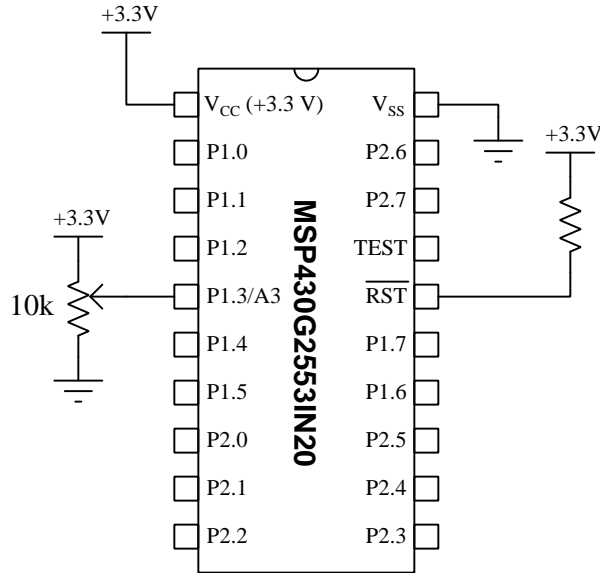 +3.3V
V_CC (+3.3 V)
V_SS
P1.0
P2.6
+3.3V
P1.1
P2.7
+3.3V
P1.2
TEST
10k
P1.3/A3
RST
P1.4
P1.7
P1.5
P1.6
P2.0
P2.5
P2.1
P2.4
P2.2
P2.3
MSP430G2553IN20